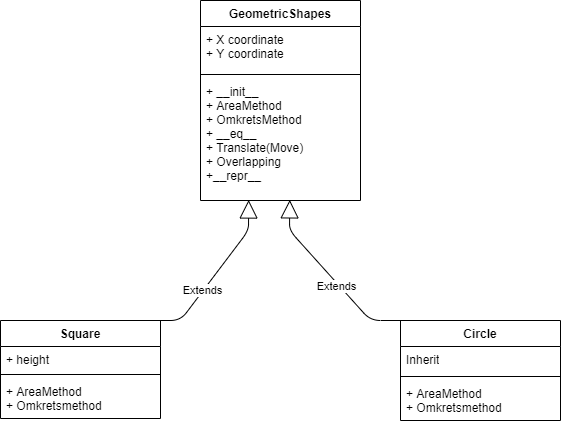 GeometricShapes
+ X coordinate
+ Y coordinate
+ __init__
+ AreaMethod
+ OmkretsMethod
+ __eq__
+ Translate(Move)
+ Overlapping
+__repr__
Extends
Extends
Square
+ height
+ AreaMethod
+ Omkretsmethod
Circle
Inherit
+ AreaMethod
+ Omkretsmethod